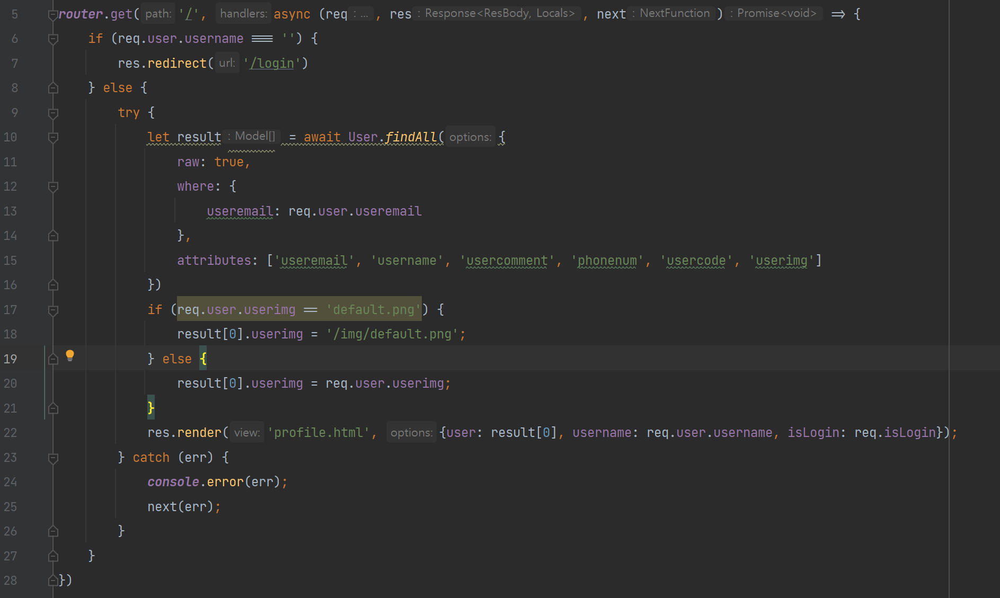 5 router.get( path: '/', handlers: async (req : ... , res : Response<ResBody, Locals> , next : NextFunction ) : Promise<void> => {
6 if (req.user.username === '') {
7 res.redirect( url: '/login')
8 } else {
9 try {
10 let result : Model[] = await User.findAll( options: {
11 raw: true,
12 where: {
13 useremail: req.user.useremail
14 },
15 attributes: ['useremail', 'username', 'usercomment', 'phonenum', 'usercode', 'userimg']
16 })
17 if (req.user.userimg == 'default.png') {
18 result[0].userimg = '/img/default.png';
19 } else {
20 result[0].userimg = req.user.userimg;
21 }
22 res.render( view: 'profile.html', options: {user: result[0], username: req.user.username, isLogin: req.isLogin});
23 } catch (err) {
24 console.error(err);
25 next(err);
26 }
27 }
28 })